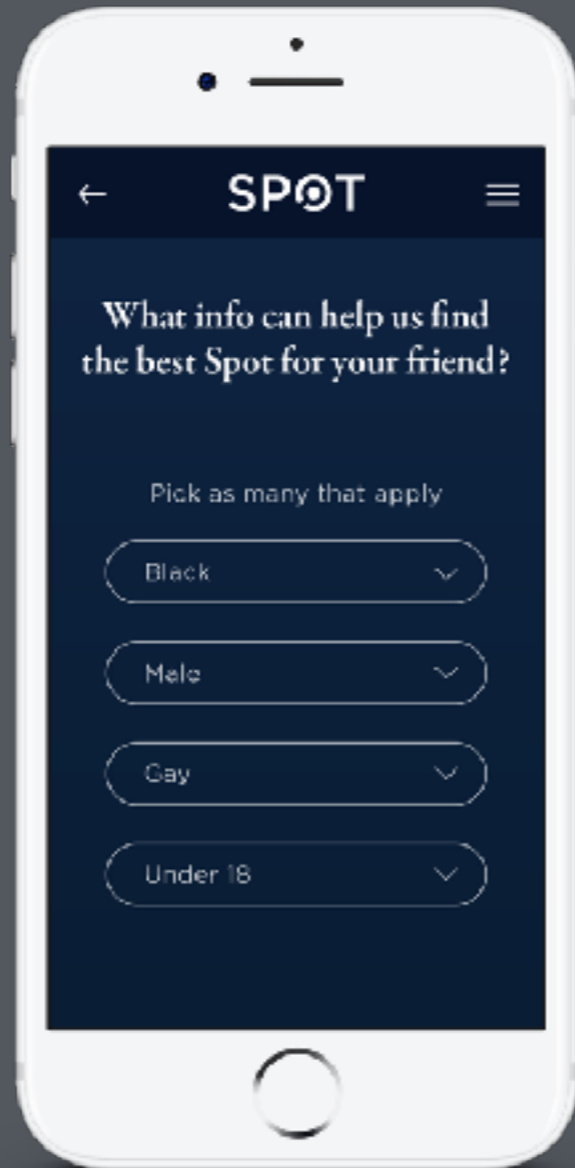 SPOT
What info can help us find
the best Spot for your friend?
Pick as many that apply
Black
Male
Gay
Under 18